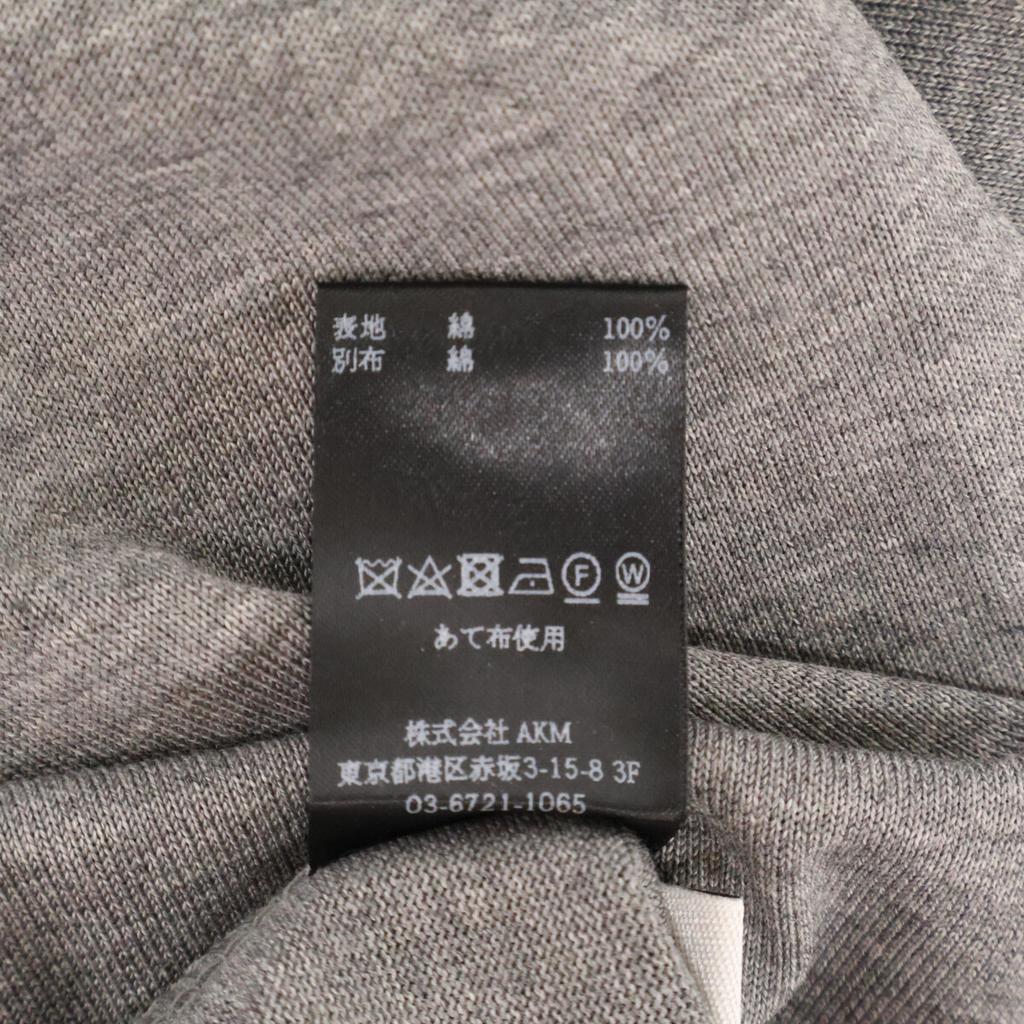 表地 綿 100%
別布 綿 100%
F W
あて布使用
株式会社 AKM
東京都港区赤坂3-15-8 3F
03-6721-1065